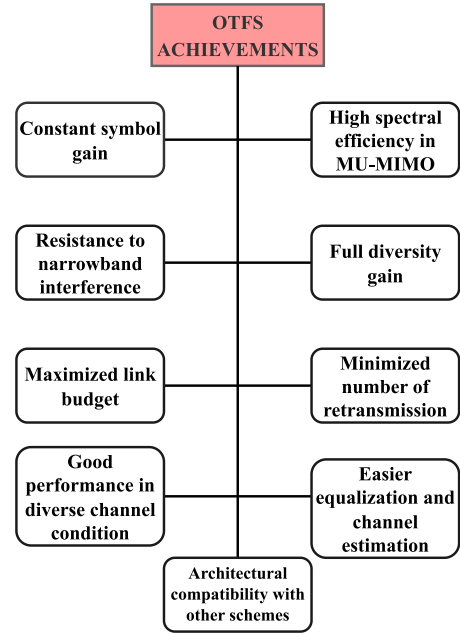 OTFS
ACHIEVEMENTS
Constant symbol
gain
High spectral
efficiency in
MU-MIMO
Resistance to
narrowband
interference
Full diversity
gain
Maximized link
budget
Minimized
number of
retransmission
Good
performance in
diverse channel
condition
Easier
equalization and
channel
estimation
Architectural
compatibility with
other schemes